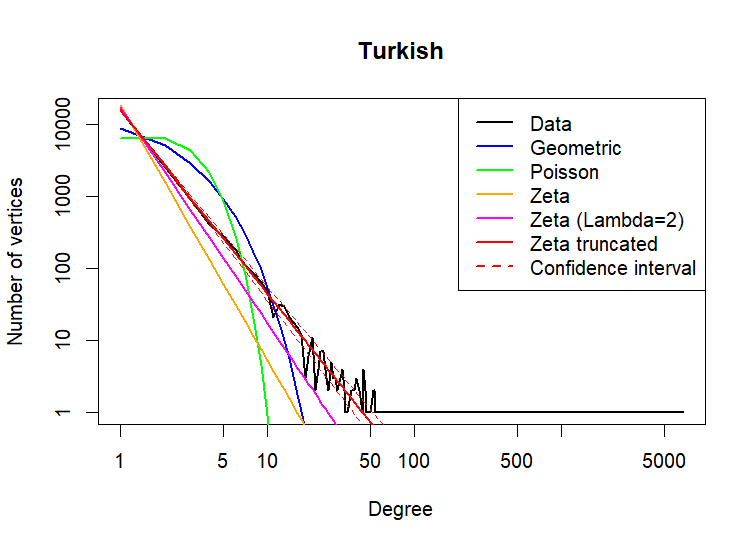 Turkish
Number of vertices
10000
1000
100
10
1
Data
Geometric
Poisson
Zeta
Zeta (Lambda=2)
Zeta truncated
Confidence interval
1 5 10 50 100 500 5000
Degree